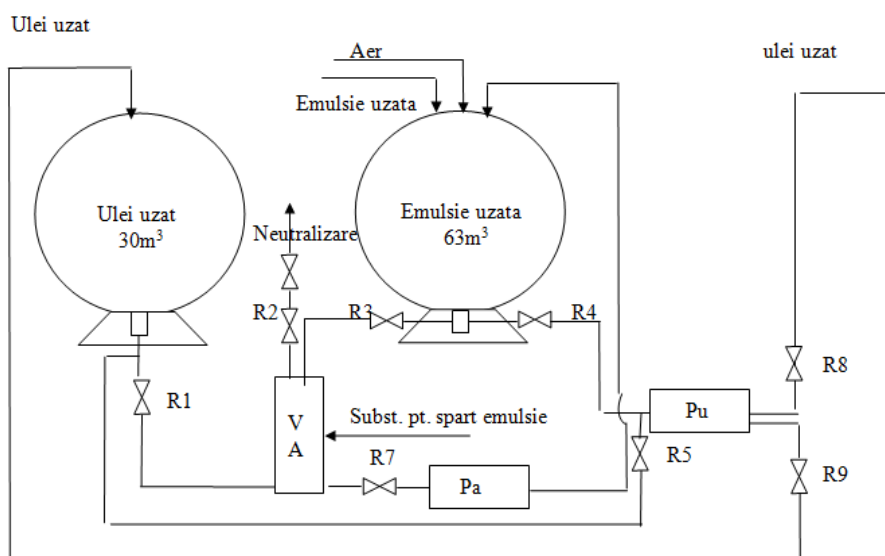 Ulei uzat
Aer
ulei uzat
Emulsie uzata
Ulei uzat
30m³
Emulsie uzata
63m³
Neutralizare
R2
R3
R4
R8
R1
V
A
Subst. pt. spart emulsie
Pu
R7
R5
R9
Pa